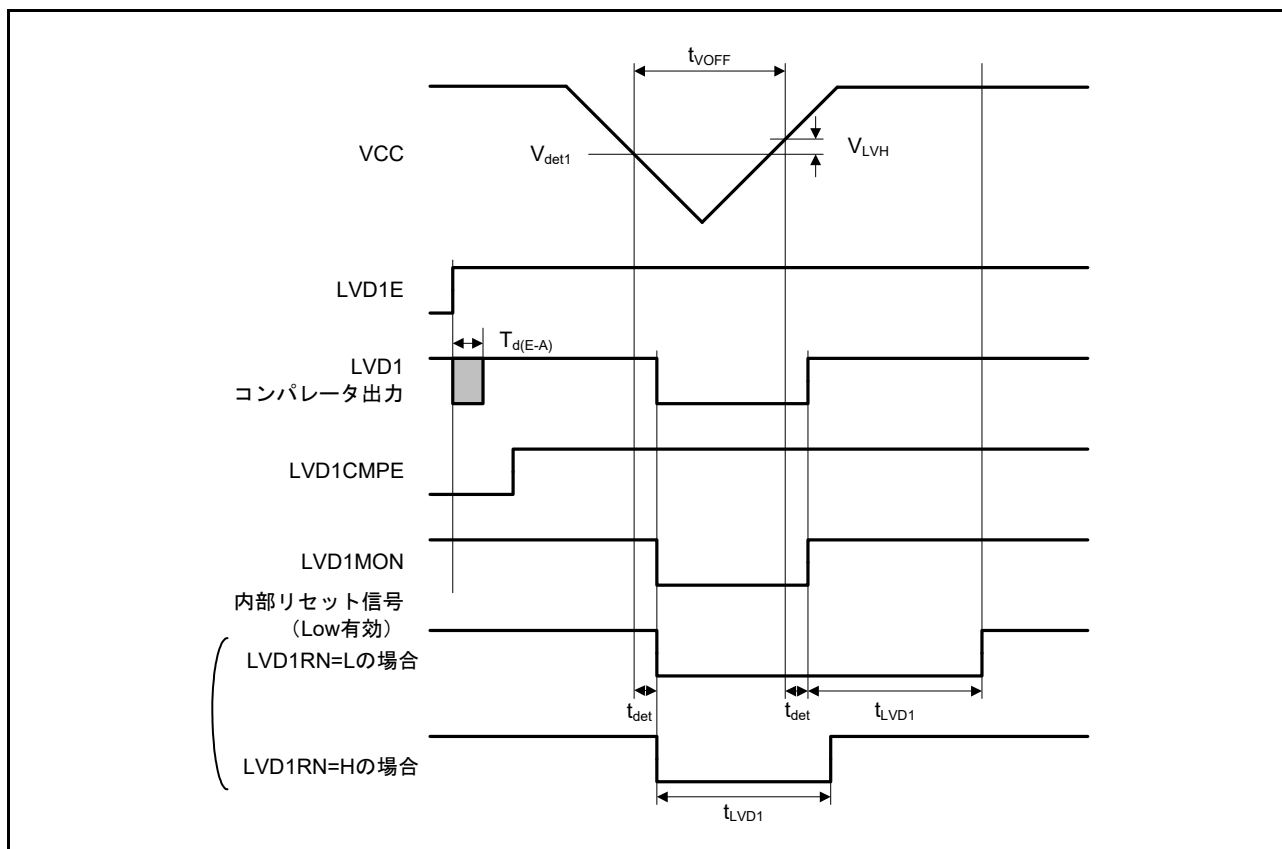 tVOFF
VCC
Vdet1
VLVH
LVD1E
Td(E-A)
LVD1
コンパレータ出力
LVD1CMPE
LVD1MON
内部リセット信号
（Low有効）
LVD1RN=Lの場合
tdet
tdet
tLVD1
LVD1RN=Hの場合
tLVD1